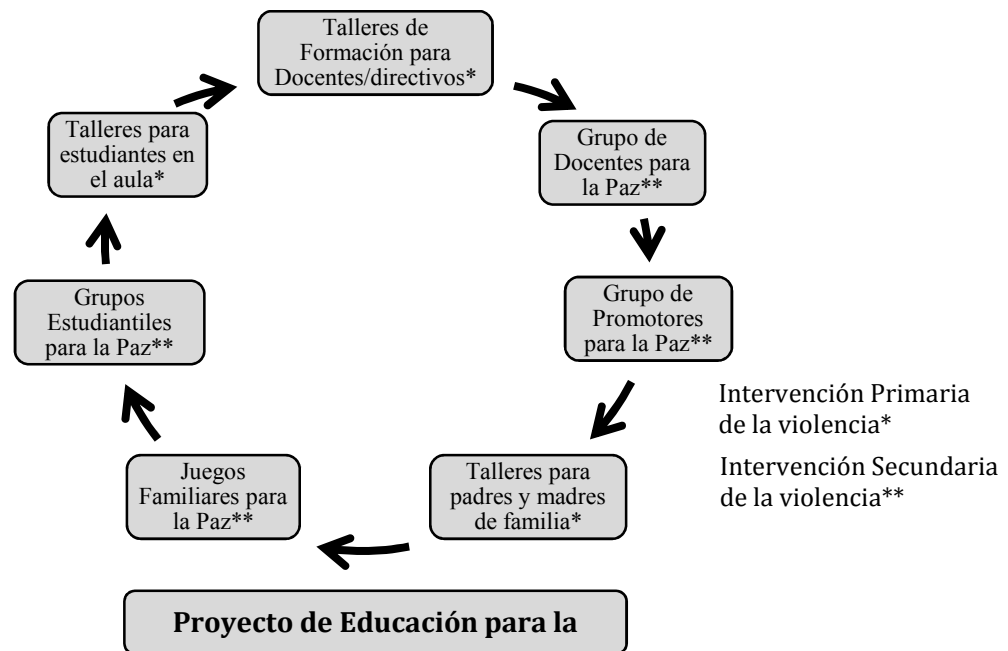 Talleres de
Formación para
Docentes/directivos*
Grupo de
Docentes para
la Paz**
Grupo de
Promotores
para la Paz**
Talleres para
padres y madres
de familia*
Juegos
Familiares para
la Paz**
Grupos
Estudiantiles
para la Paz**
Talleres para
estudiantes en
el aula*
Intervención Primaria
de la violencia*
Intervención Secundaria
de la violencia**
Proyecto de Educación para la